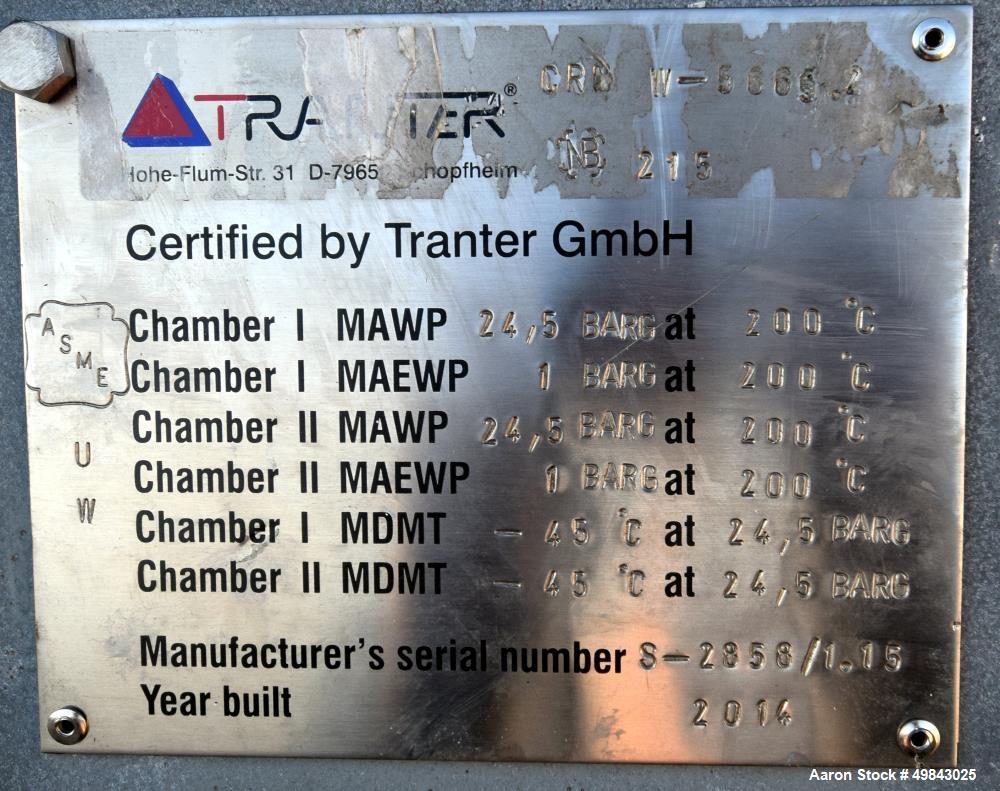 TRANTER® CRN W-
NB 215
Hohe-Flum-Str. 31 D-7965 Schopfheim
Certified by Tranter GmbH
ASME
U
W
Chamber I MAWP 24,5 BARG at 200 °C
Chamber I MAEWP 1 BARG at 200 °C
Chamber II MAWP 24,5 BARG at 200 °C
Chamber II MAEWP 1 BARG at 200 °C
Chamber I MDMT - 45 °C at 24,5 BARG
Chamber II MDMT - 45 °C at 24,5 BARG
Manufacturer's serial number S-2858/1.15
Year built 2014
Aaron Stock # 49843025